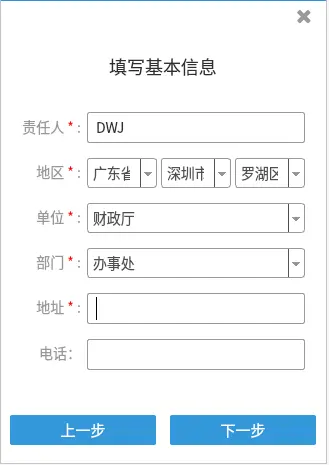 填写基本信息
责任人 * : DWJ
地区 * : 广东省 深圳市 罗湖区
单位 * : 财政厅
部门 * : 办事处
地址 * :
电话:
上一步 下一步